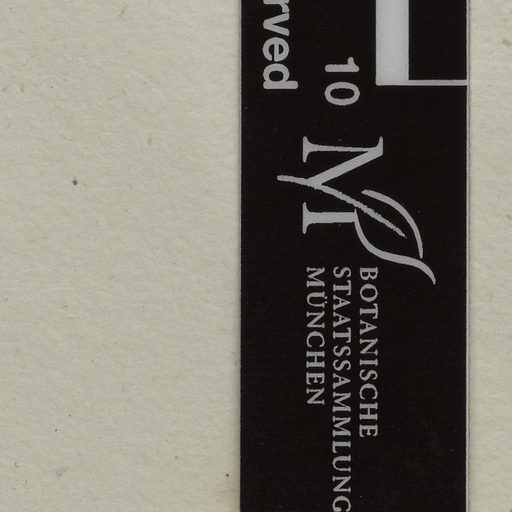 rved
10
M
BOTANISCHE
STAATSSAMMLUNG
MÜNCHEN